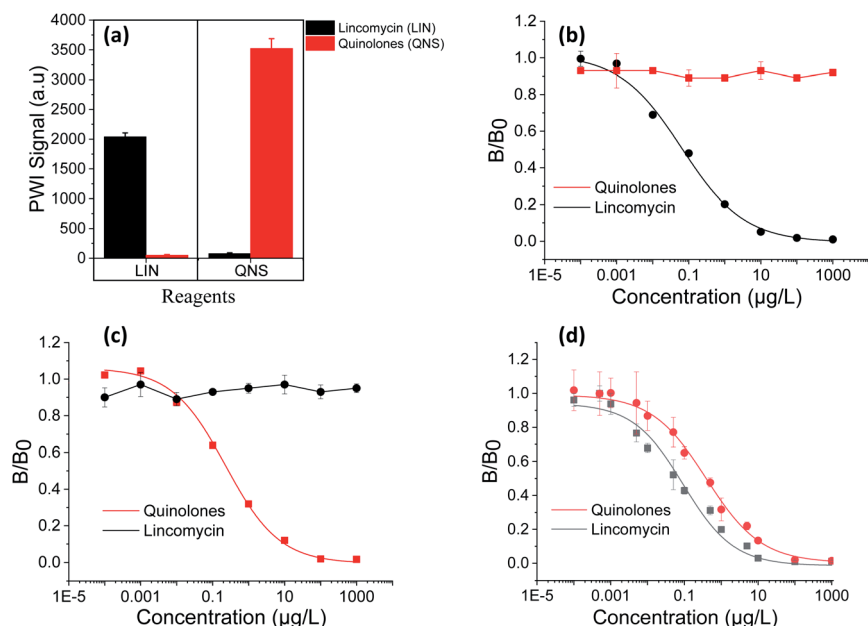 (a)
Lincomycin (LIN)
Quinolones (QNS)
PWI Signal (a.u)
4000
3500
3000
2500
2000
1500
1000
500
0
LIN QNS
Reagents
(b)
B/B0
1.2
1.0
0.8
0.6
0.4
0.2
0.0
Quinolones
Lincomycin
1E-5 0.001 0.1 10 1000
Concentration (µg/L)
(c)
B/B0
1.2
1.0
0.8
0.6
0.4
0.2
0.0
Quinolones
Lincomycin
1E-5 0.001 0.1 10 1000
Concentration (µg/L)
(d)
B/B0
1.2
1.0
0.8
0.6
0.4
0.2
0.0
Quinolones
Lincomycin
1E-5 0.001 0.1 10 1000
Concentration (µg/L)